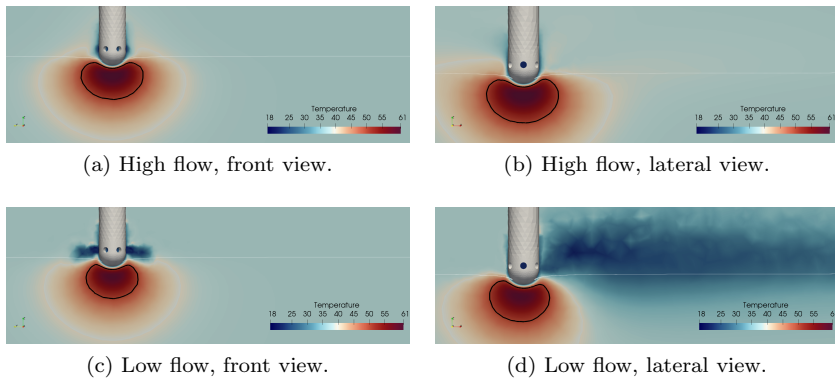 Temperature
18 25 30 35 40 45 50 55 61
Temperature
18 25 30 35 40 45 50 55 61
(a) High flow, front view.
(b) High flow, lateral view.
Temperature
18 25 30 35 40 45 50 55 61
Temperature
18 25 30 35 40 45 50 55 6
(c) Low flow, front view.
(d) Low flow, lateral view.